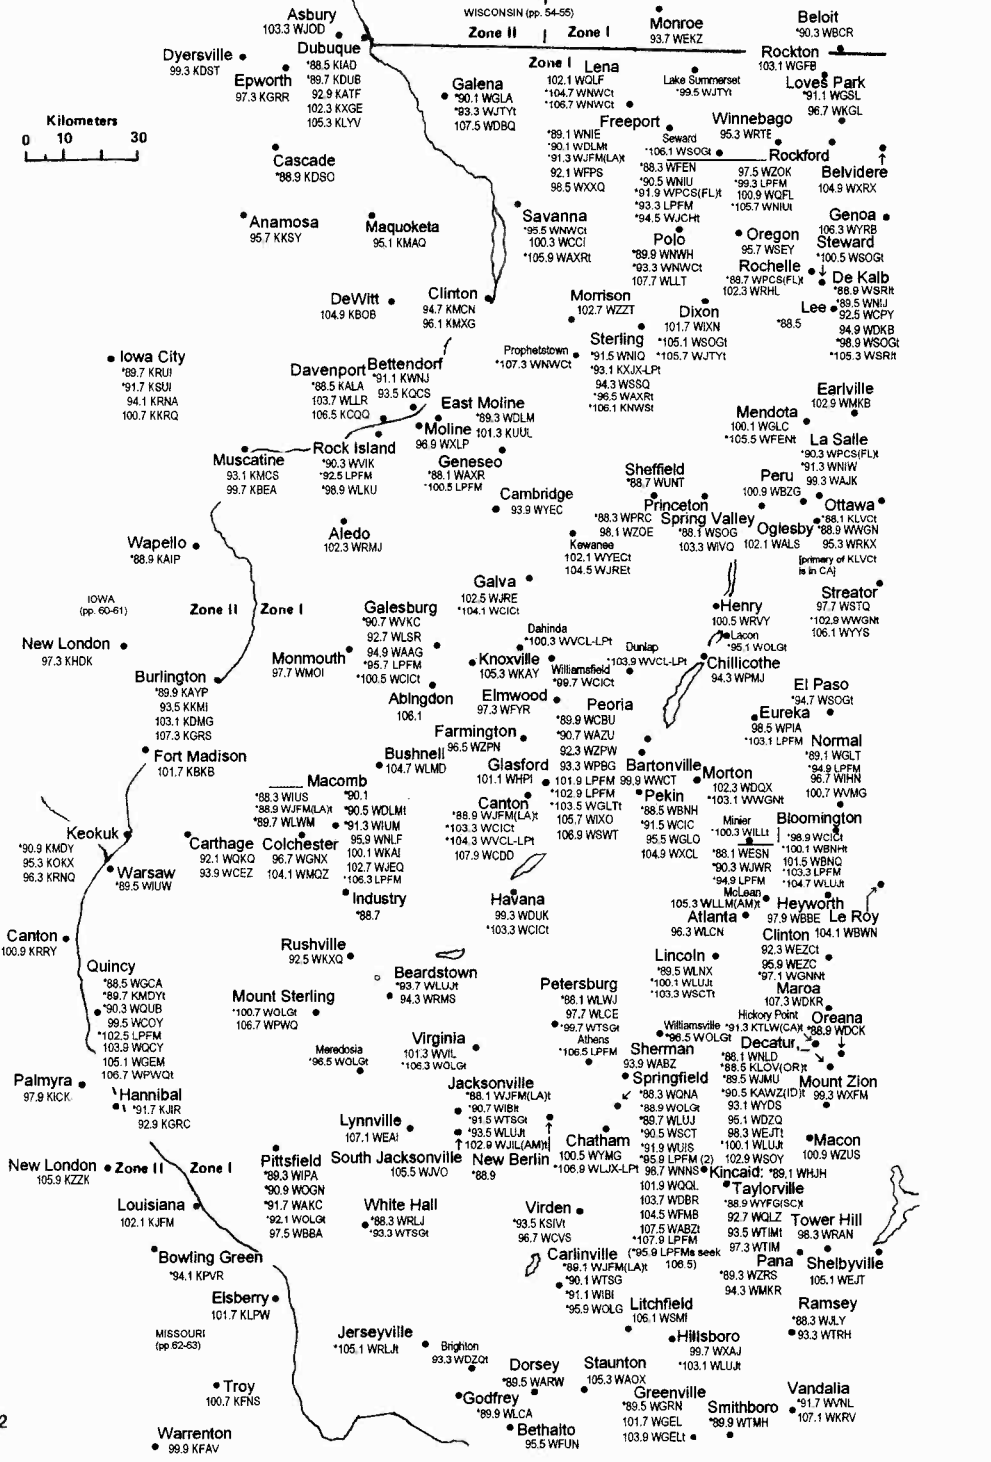 WISCONSIN (pp. 54-55)
Zone II | Zone I
Asbury
103.3 WJOD
Dubuque
*88.5 KIAD
*89.7 KDUB
92.9 KATF
102.3 KXGE
105.3 KLYV
Dyersville
99.3 KDST
Epworth
97.3 KGRR
Monroe
93.7 WEKZ
Beloit
*90.3 WBCR
Rockton
103.1 WGFB
Loves Park
*91.1 WGSL
96.7 WKGL
Zone I
Lena
102.1 WQLF
*104.7 WNWCt
*106.7 WNWCt
Lake Summerset
*99.5 WJTYt
Galena
*90.1 WGLA
*93.3 WJTYt
107.5 WDBQ
Kilometers
0 10 30
Cascade
*88.9 KDSO
Freeport
*89.1 WNIE
*90.1 WDLMt
*91.3 WJFM(LA)t
92.1 WFPS
98.5 WXXQ
Seward
*106.1 WSOGt
Winnebago
95.3 WRTE
Rockford
*88.3 WFEN
*90.5 WNIU
*91.9 WPCS(FL)t
*93.3 LPFM
*94.5 WJCHt
97.5 WZOK
*99.3 LPFM
100.9 WQFL
*105.7 WNIUt
Belvidere
104.9 WXRX
Anamosa
95.7 KKSY
Maquoketa
95.1 KMAQ
Savanna
*95.5 WNWCt
100.3 WCCI
*105.9 WAXRt
Polo
*89.9 WNWH
*93.3 WNWCt
107.7 WLLT
Oregon
95.7 WSEY
Genoa
106.3 WYRB
Steward
*100.5 WSOGt
Rochelle
*88.7 WPCS(FL)t
102.3 WRHL
De Kalb
*88.9 WSRIt
*89.5 WNIJ
92.5 WCPY
94.9 WDKB
*98.9 WSOGt
*105.3 WSRIt
Lee
*88.5
DeWitt
104.9 KBOB
Clinton
94.7 KMCN
96.1 KMXG
Morrison
102.7 WZZT
Dixon
101.7 WIXN
*105.1 WSOGt
*105.7 WJTYt
Sterling
*91.5 WNIQ
*93.1 KXJX-LPt
94.3 WSSQ
*96.5 WAXRt
*106.1 KNWSt
Prophetstown
*107.3 WNWCt
Iowa City
*89.7 KRUI
*91.7 KSUI
94.1 KRNA
100.7 KKRQ
Davenport
*88.5 KALA
103.7 WLLR
106.5 KCQQ
Bettendorf
*91.1 KWNJ
93.5 KQCS
East Moline
*89.3 WDLM
101.3 KUUL
Moline
96.9 WXLP
Earlville
102.9 WMKB
Mendota
100.1 WGLC
*105.5 WFENt
La Salle
*90.3 WPCS(FL)t
*91.3 WNIW
99.3 WAJK
Muscatine
93.1 KMCS
99.7 KBEA
Rock Island
*90.3 WVIK
*92.5 LPFM
*98.9 WLKU
Geneseo
*88.1 WAXR
*100.5 LPFM
Sheffield
*88.7 WUNT
Peru
100.9 WBZG
Princeton
*88.3 WPRC
98.1 WZOE
Spring Valley
*88.1 WSOG
103.3 WIVQ
Oglesby
102.1 WALS
Ottawa
*88.1 KLVCt
*88.9 WWGN
95.3 WRKX
[primary of KLVCt
is in CA]
Cambridge
93.9 WYEC
Aledo
102.3 WRMJ
Wapello
*88.9 KAIP
Kewanee
102.1 WYECt
104.5 WJREt
Galva
102.5 WJRE
*104.1 WCICt
Streator
97.7 WSTQ
*102.9 WWGNt
106.1 WYYS
IOWA
(pp. 60-61)
Zone II Zone I
Galesburg
*90.7 WVKC
92.7 WLSR
94.9 WAAG
*95.7 LPFM
*100.5 WCICt
Henry
100.5 WRVY
Lacon
*95.1 WOLGt
New London
97.3 KHDK
Monmouth
97.7 WMOI
Dahinda
*100.3 WVCL-LPt
Knoxville
105.3 WKAY
Williamsfield
*99.7 WCICt
Dunlap
*103.9 WVCL-LPt
Chillicothe
94.3 WPMJ
Burlington
*89.9 KAYP
93.5 KKMI
103.1 KDMG
107.3 KGRS
Abingdon
106.1
Elmwood
97.3 WFYR
Peoria
*89.9 WCBU
*90.7 WAZU
92.3 WZPW
93.3 WPBG
101.9 LPFM
*102.9 LPFM
*103.5 WGLTt
105.7 WIXO
106.9 WSWT
El Paso
*94.7 WSOGt
Eureka
98.5 WPIA
*103.1 LPFM
Normal
*89.1 WGLT
*94.9 LPFM
96.7 WIHN
100.7 WVMG
Farmington
96.5 WZPN
Fort Madison
101.7 KBKB
Bushnell
*104.7 WLMD
Glasford
101.1 WHPI
Bartonville
99.9 WWCT
Morton
102.3 WDQX
*103.1 WWGNt
Macomb
*88.3 WIUS
*88.9 WJFM(LA)t
*89.7 WLWM
*90.1
*90.5 WDLMt
*91.3 WIUM
95.9 WNLF
100.1 WKAI
102.7 WJEQ
*106.3 LPFM
Canton
*88.9 WJFM(LA)t
*103.3 WCICt
*104.3 WVCL-LPt
107.9 WCDD
Pekin
*88.5 WBNH
*91.5 WCIC
95.5 WGLO
104.9 WXCL
Minier
*100.3 WILLt
*88.1 WESN
*90.3 WJWR
*94.9 LPFM
Bloomington
*98.9 WCICt
*100.1 WBNHt
101.5 WBNQ
*103.3 LPFM
*104.7 WLUJt
Keokuk
*90.9 KMDY
95.3 KOKX
96.3 KRNQ
Carthage
92.1 WQKQ
93.9 WCEZ
Colchester
96.7 WGNX
104.1 WMQZ
Warsaw
*89.5 WIUW
Industry
*88.7
Havana
99.3 WDUK
*103.3 WCICt
McLean
105.3 WLLM(AM)t
Atlanta
96.3 WLCN
Heyworth
97.9 WBBE
Le Roy
104.1 WBWN
Canton
100.9 KRRY
Rushville
92.5 WKXQ
Lincoln
*89.5 WLNX
*100.1 WLUJt
*103.3 WSCTt
Clinton
92.3 WEZCt
95.9 WEZC
*97.1 WGNNt
Maroa
107.3 WDKR
Quincy
*88.5 WGCA
*89.7 KMDYt
*90.3 WQUB
99.5 WCOY
*102.5 LPFM
103.9 WQCY
105.1 WGEM
106.7 WPWQt
Mount Sterling
*100.7 WOLGt
106.7 WPWQ
Beardstown
*93.7 WLUJt
94.3 WRMS
Petersburg
*88.1 WLWJ
97.7 WLCE
*99.7 WTSGt
Athens
*106.5 LPFM
Williamsville
*96.5 WOLGt
Hickory Point
*91.3 KTLW(CA)t
Oreana
*88.9 WDCK
Meredosia
*96.5 WOLGt
Virginia
101.3 WVIL
*106.3 WOLGt
Sherman
93.9 WABZ
Decatur
*88.1 WNLD
*88.5 KLOV(OR)t
*89.5 WJMU
*90.5 KAWZ(ID)t
93.1 WYDS
95.1 WDZQ
98.3 WEJTt
*100.1 WLUJt
102.9 WSOY
Mount Zion
99.3 WXFM
Palmyra
97.9 KICK
Hannibal
*91.7 KJIR
92.9 KGRC
Jacksonville
*88.1 WJFM(LA)t
*90.7 WIBIt
*91.5 WTSGt
*93.5 WLUJt
102.9 WJIL(AM)t
Springfield
*88.3 WQNA
*88.9 WOLGt
*89.7 WLUJ
*90.5 WSCT
*91.9 WUIS
*95.9 LPFM (2)
98.7 WNNS
101.9 WQQL
103.7 WDBR
104.5 WFMB
107.5 WABZt
*107.9 LPFM
(*95.9 LPFMs seek
106.5)
Lynnville
107.1 WEAI
Chatham
100.5 WYMG
*106.9 WLJX-LPt
Macon
100.9 WZUS
New London
105.9 KZZK
Zone II Zone I
Pittsfield
*89.3 WIPA
*90.9 WOGN
*91.7 WAKC
*92.1 WOLGt
97.5 WBBA
South Jacksonville
105.5 WJVO
New Berlin
*88.9
Kincaid: *89.1 WHJH
Taylorville
*88.9 WYFG(SC)t
92.7 WQLZ
93.5 WTIMt
97.3 WTIM
Louisiana
102.1 KJFM
White Hall
*88.3 WRLJ
*93.3 WTSGt
Virden
*93.5 KSIVt
96.7 WCVS
Tower Hill
98.3 WRAN
Bowling Green
*94.1 KPVR
Carlinville
*89.1 WJFM(LA)t
*90.1 WTSG
*91.1 WIBI
*95.9 WOLG
Pana
*89.3 WZRS
94.3 WMKR
Shelbyville
105.1 WEJT
Elsberry
101.7 KLPW
Litchfield
106.1 WSMI
Ramsey
*88.3 WJLY
*93.3 WTRH
MISSOURI
(pp.62-63)
Jerseyville
*105.1 WRLJt
Brighton
93.3 WDZQt
Hillsboro
99.7 WXAJ
*103.1 WLUJt
Dorsey
*89.5 WARW
Staunton
105.3 WAOX
Troy
100.7 KFNS
Godfrey
*89.9 WLCA
Greenville
*89.5 WGRN
101.7 WGEL
103.9 WGELt
Smithboro
*89.9 WTMH
Vandalia
*91.7 WVNL
107.1 WKRV
Warrenton
99.9 KFAV
Bethalto
95.5 WFUN
2